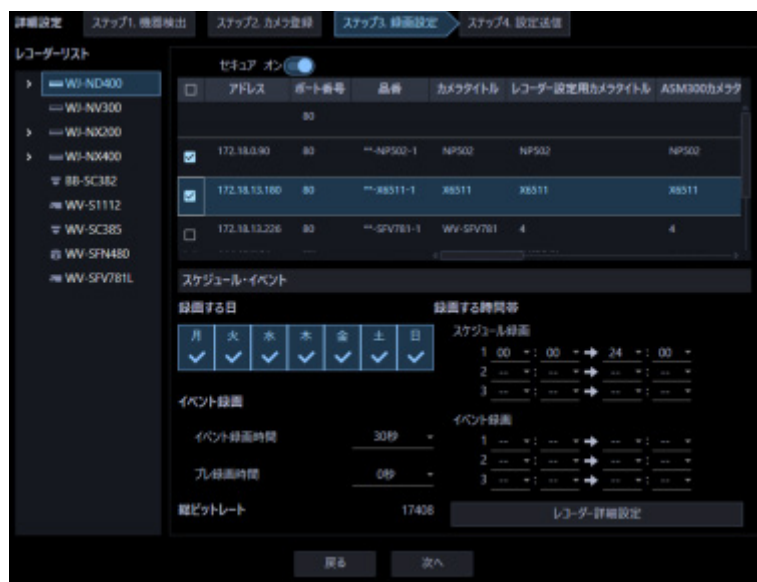 詳細設定 ステップ1. 機器検出 ステップ2. カメラ登録 ステップ3. 録画設定 ステップ4. 設定送信
レコーダーリスト
WJ-ND400
WJ-NV300
WJ-NX200
WJ-NX400
BB-SC382
WV-S1112
WV-SC385
WV-SFN480
WV-SFV781L
セキュア オン
アドレス ポート番号 品番 カメラタイトル レコーダー設定用カメラタイトル ASM300カメラタ
80
172.18.0.90 80 **-NP502-1 NP502 NP502 NP502
172.18.13.180 80 **-X6511-1 X6511 X6511 X6511
172.18.13.226 80 **-SFV781-1 WV-SFV781 4 4
スケジュール・イベント
録画する日
月 火 水 木 金 土 日
イベント録画
イベント録画時間 30秒
プレ録画時間 0秒
総ビットレート 17408
録画する時間帯
スケジュール録画
1 00 : 00 → 24 : 00
2 -- : -- → -- : --
3 -- : -- → -- : --
イベント録画
1 -- : -- → -- : --
2 -- : -- → -- : --
3 -- : -- → -- : --
レコーダー詳細設定
戻る 次へ